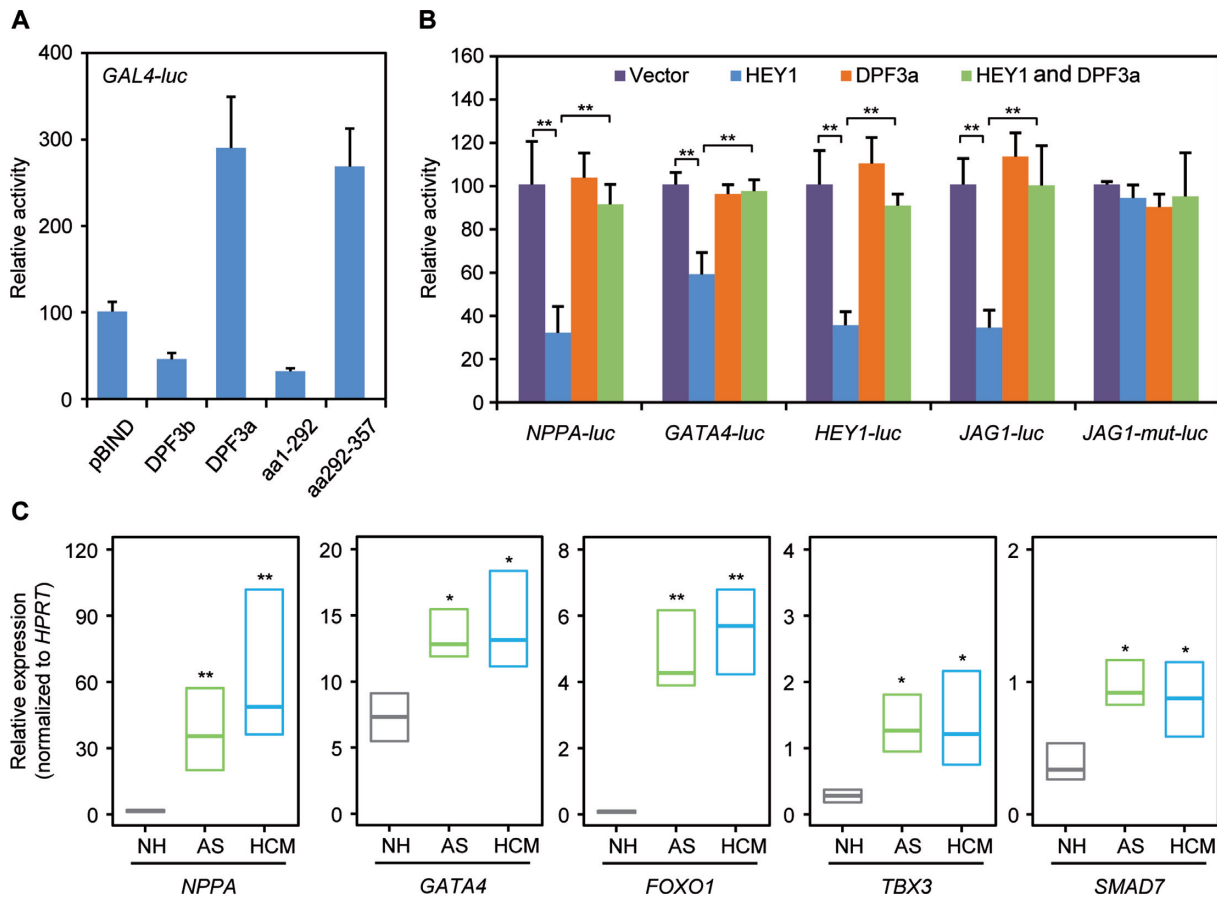 A
GAL4-luc
Relative activity
400
300
200
100
0
pBIND
DPF3b
DPF3a
aa1-292
aa292-357
B
Vector
HEY1
DPF3a
HEY1 and DPF3a
Relative activity
160
140
120
100
80
60
40
20
0
** **
** **
** **
** **
NPPA-luc
GATA4-luc
HEY1-luc
JAG1-luc
JAG1-mut-luc
C
Relative expression
(normalized to HPRT)
120
90
60
30
0
**
**
NH AS HCM
NPPA
20
15
10
5
0
*
*
NH AS HCM
GATA4
8
6
4
2
0
**
**
NH AS HCM
FOXO1
4
3
2
1
0
*
*
NH AS HCM
TBX3
2
1
0
*
*
NH AS HCM
SMAD7